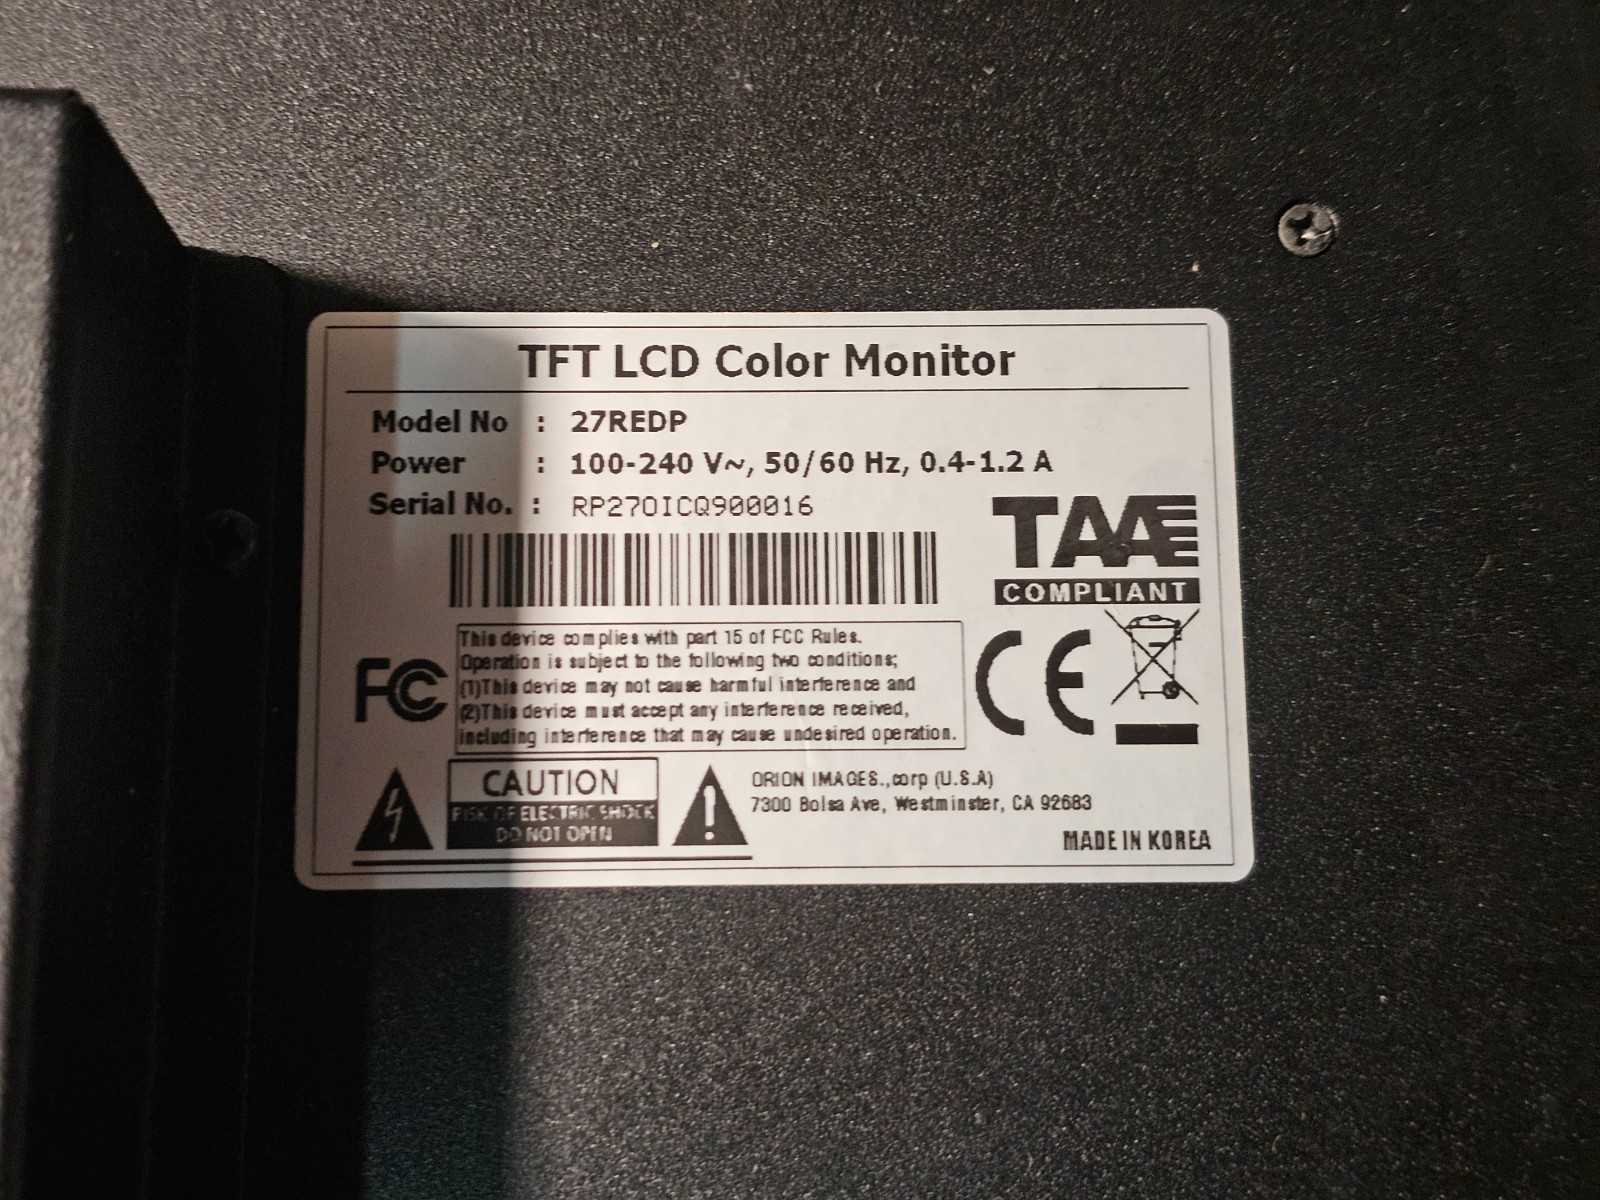 TFT LCD Color Monitor
Model No : 27REDP
Power : 100-240 V~, 50/60 Hz, 0.4-1.2 A
Serial No. : RP270ICQ900016
TAA
COMPLIANT
FC
This device complies with part 15 of FCC Rules.
Operation is subject to the following two conditions;
(1)This device may not cause harmful interference and
(2)This device must accept any interference received,
including interference that may cause undesired operation.
CE
CAUTION
RISK OF ELECTRIC SHOCK
DO NOT OPEN
ORION IMAGES.,corp (U.S.A)
7300 Bolsa Ave, Westminster, CA 92683
MADE IN KOREA